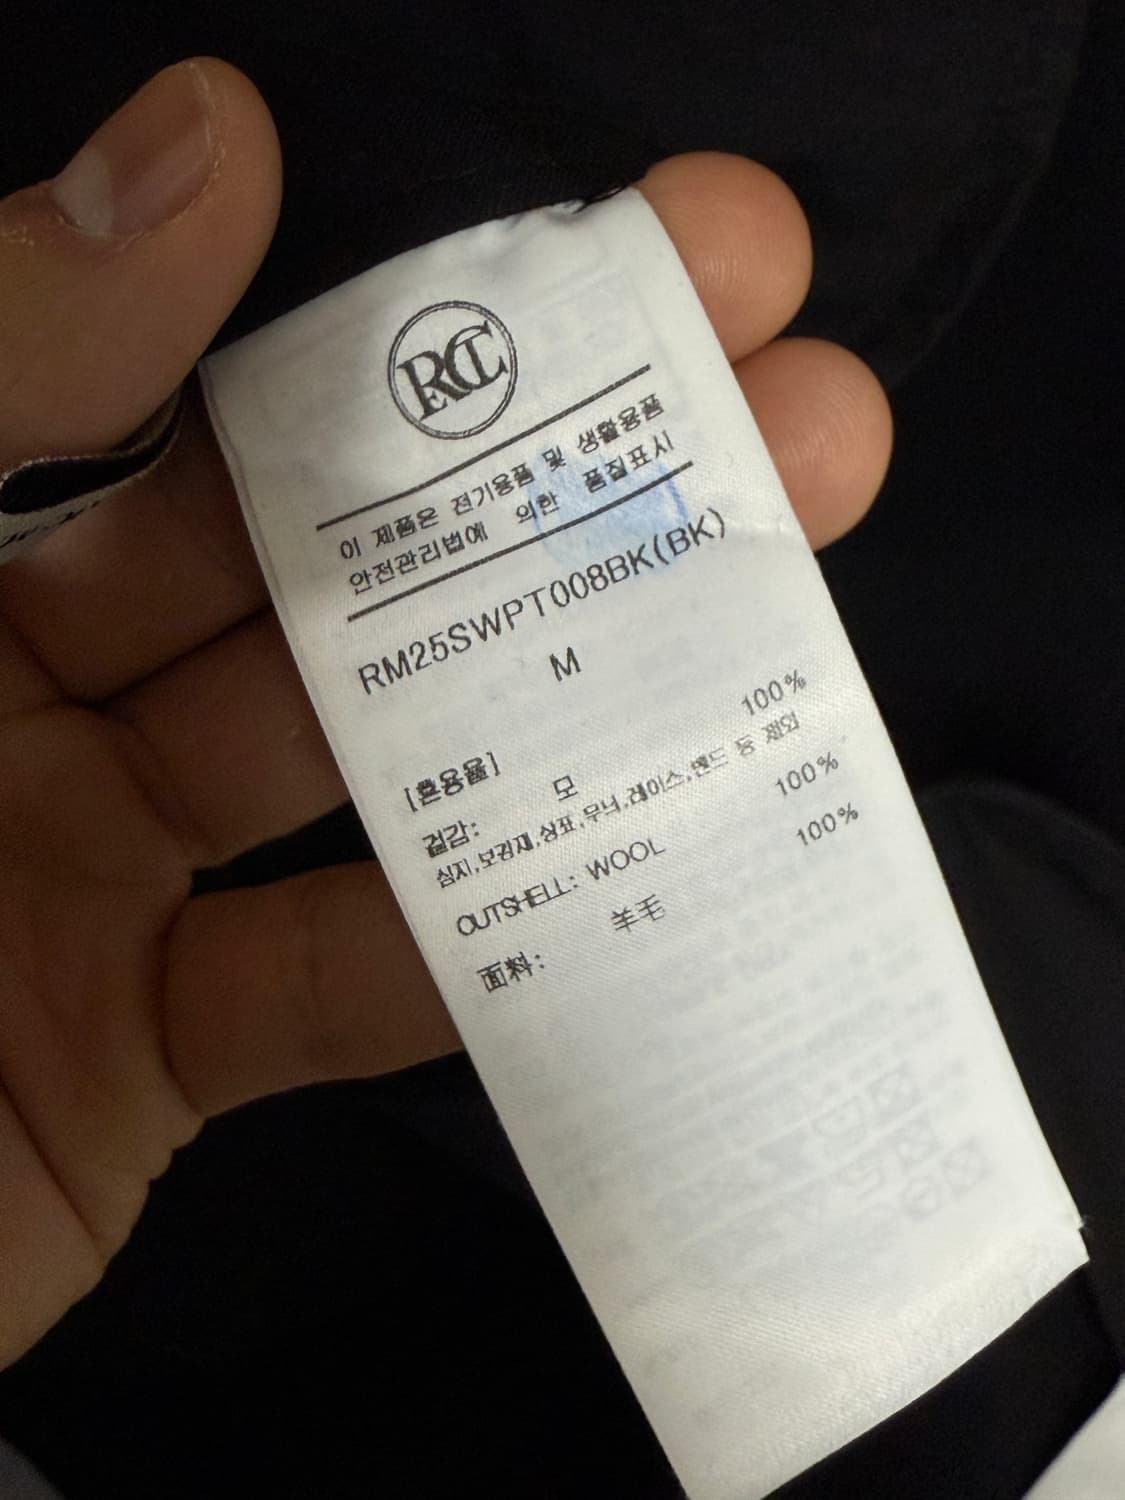 RCT
이 제품은 전기용품 및 생활용품
안전관리법에 의한 품질표시
RM25SWPT008BK(BK)
M
[혼용율]
겉감: 모 100%
심지,보강재,상표,무늬,레이스,밴드 등 제외
OUTSHELL: WOOL 100%
面料: 羊毛 100%